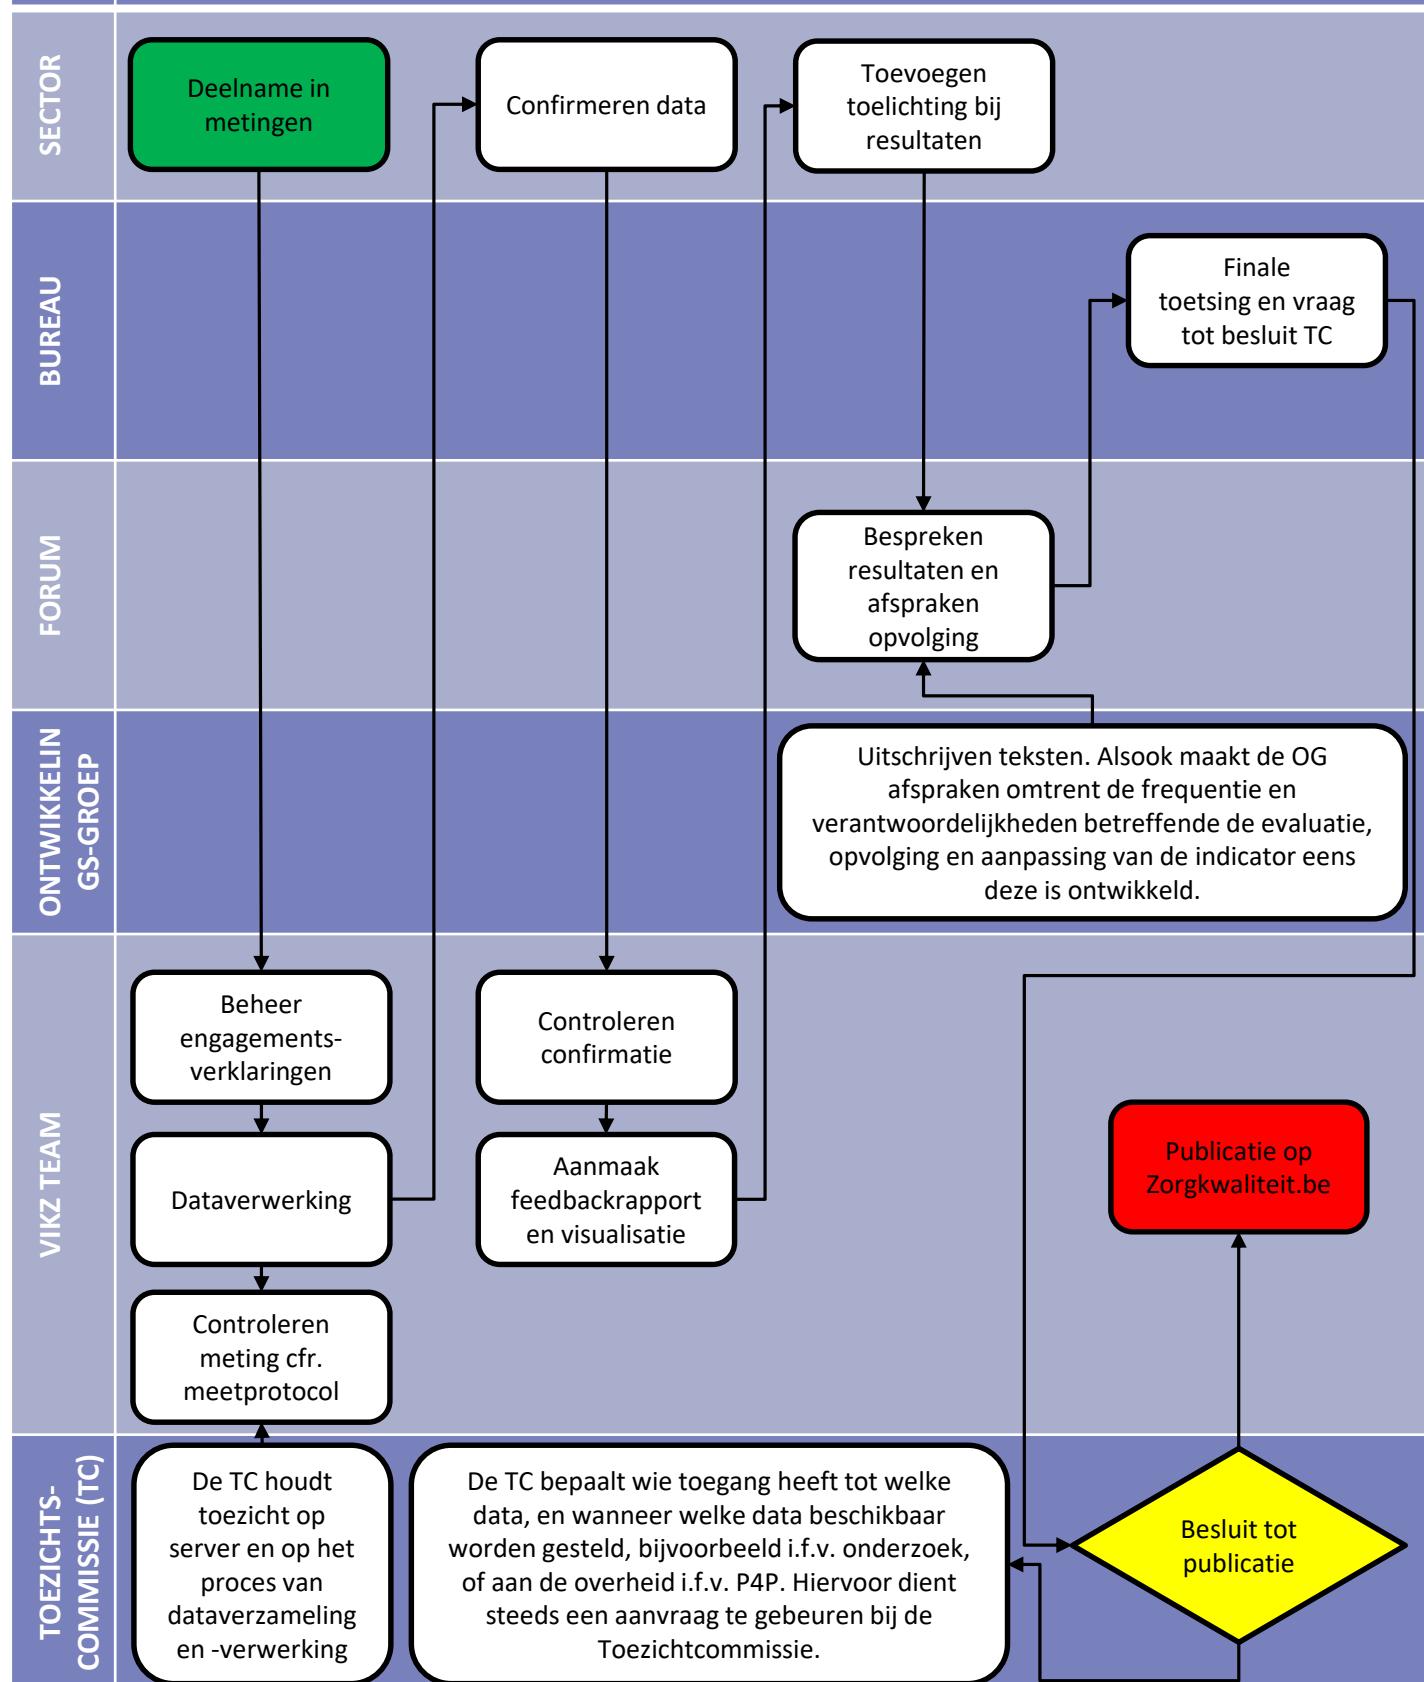 SECTOR
Deelname in
metingen
Confirmeren data
Toevoegen
toelichting bij
resultaten
BUREAU
Finale
toetsing en vraag
tot besluit TC
FORUM
Bespreken
resultaten en
afspraken
opvolging
ONTWIKKELIN
GS-GROEP
Uitschrijven teksten. Alsook maakt de OG
afspraken omtrent de frequentie en
verantwoordelijkheden betreffende de evaluatie,
opvolging en aanpassing van de indicator eens
deze is ontwikkeld.
VIKZ TEAM
Beheer
engagements-
verklaringen
Controleren
confirmatie
Dataverwerking
Aanmaak
feedbackrapport
en visualisatie
Publicatie op
Zorgkwaliteit.be
Controleren
meting cfr.
meetprotocol
TOEZICHTS-
COMMISSIE (TC)
De TC houdt
toezicht op
server en op het
proces van
dataverzameling
en -verwerking
De TC bepaalt wie toegang heeft tot welke
data, en wanneer welke data beschikbaar
worden gesteld, bijvoorbeeld i.f.v. onderzoek,
of aan de overheid i.f.v. P4P. Hiervoor dient
steeds een aanvraag te gebeuren bij de
Toezichtcommissie.
Besluit tot
publicatie